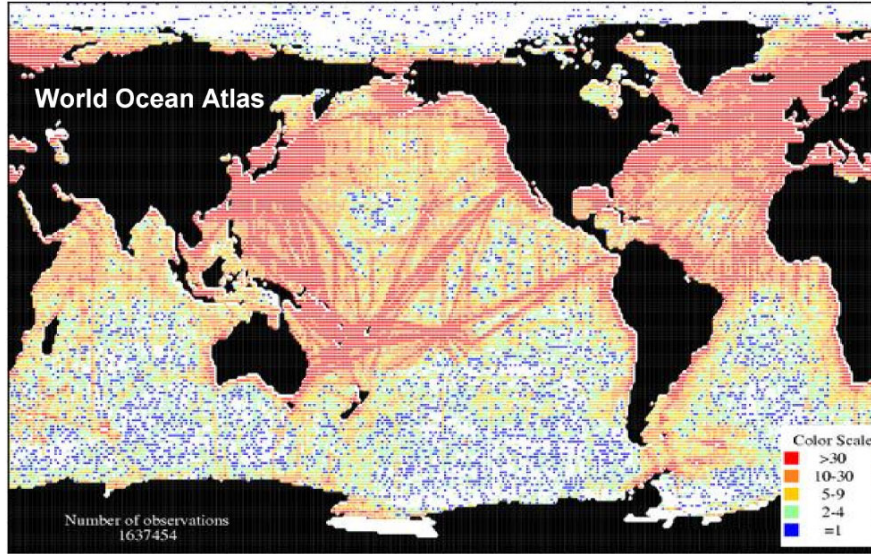 World Ocean Atlas
Color Scale
>30
10-30
5-9
2-4
=1
Number of observations
1637454